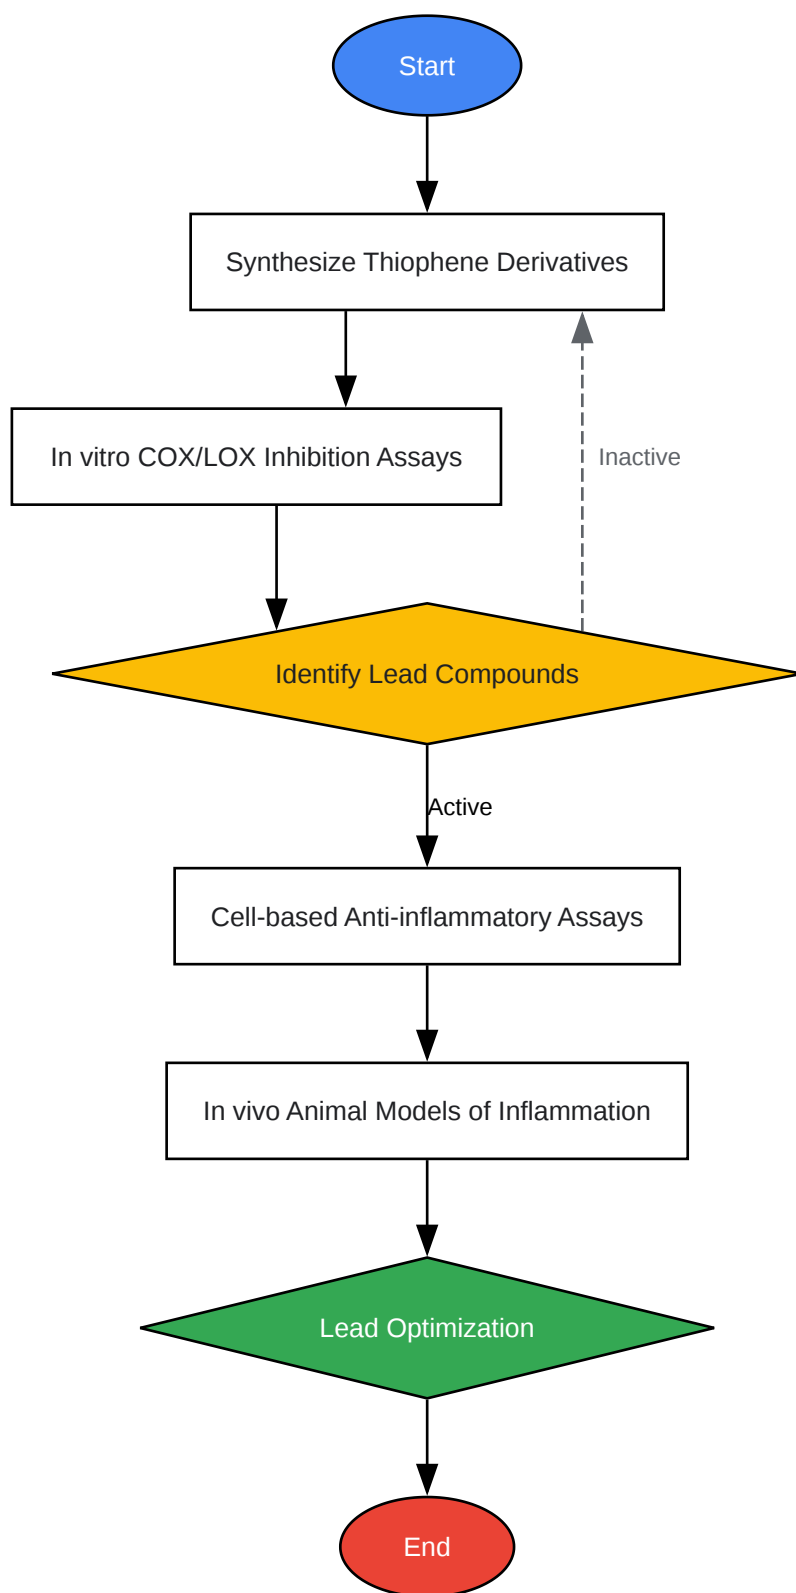 Start
Synthesize Thiophene Derivatives
In vitro COX/LOX Inhibition Assays
Inactive
Identify Lead Compounds
Active
Cell-based Anti-inflammatory Assays
In vivo Animal Models of Inflammation
Lead Optimization
End